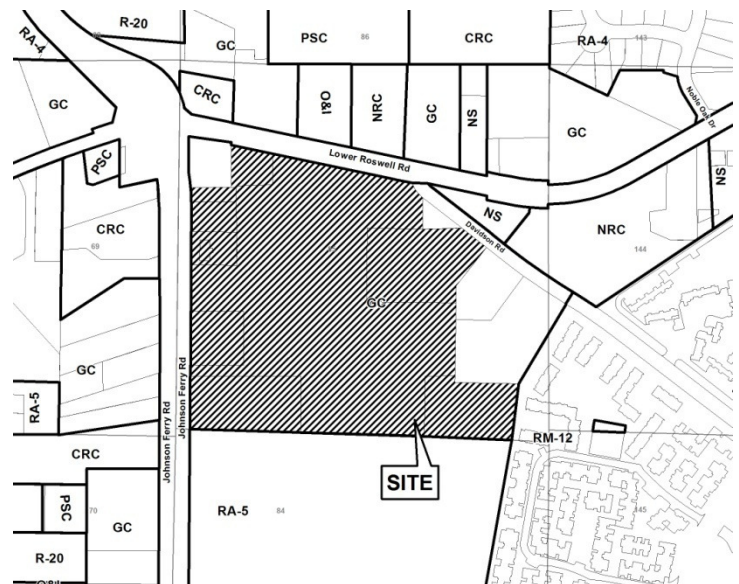 R-20
RA-4
GC
PSC
86
CRC
143
RA-4
GC
CRC
O&I
NRC
GC
NS
GC
Noble Oak Dr
PSC
Lower Roswell Rd
NS
CRC
69
NS
Davidson Rd
NRC
144
GC
GC
RA-5
Johnson Ferry Rd
Johnson Ferry Rd
CRC
RM-12
SITE
PSC
70
GC
RA-5
84
145
R-20
O&I